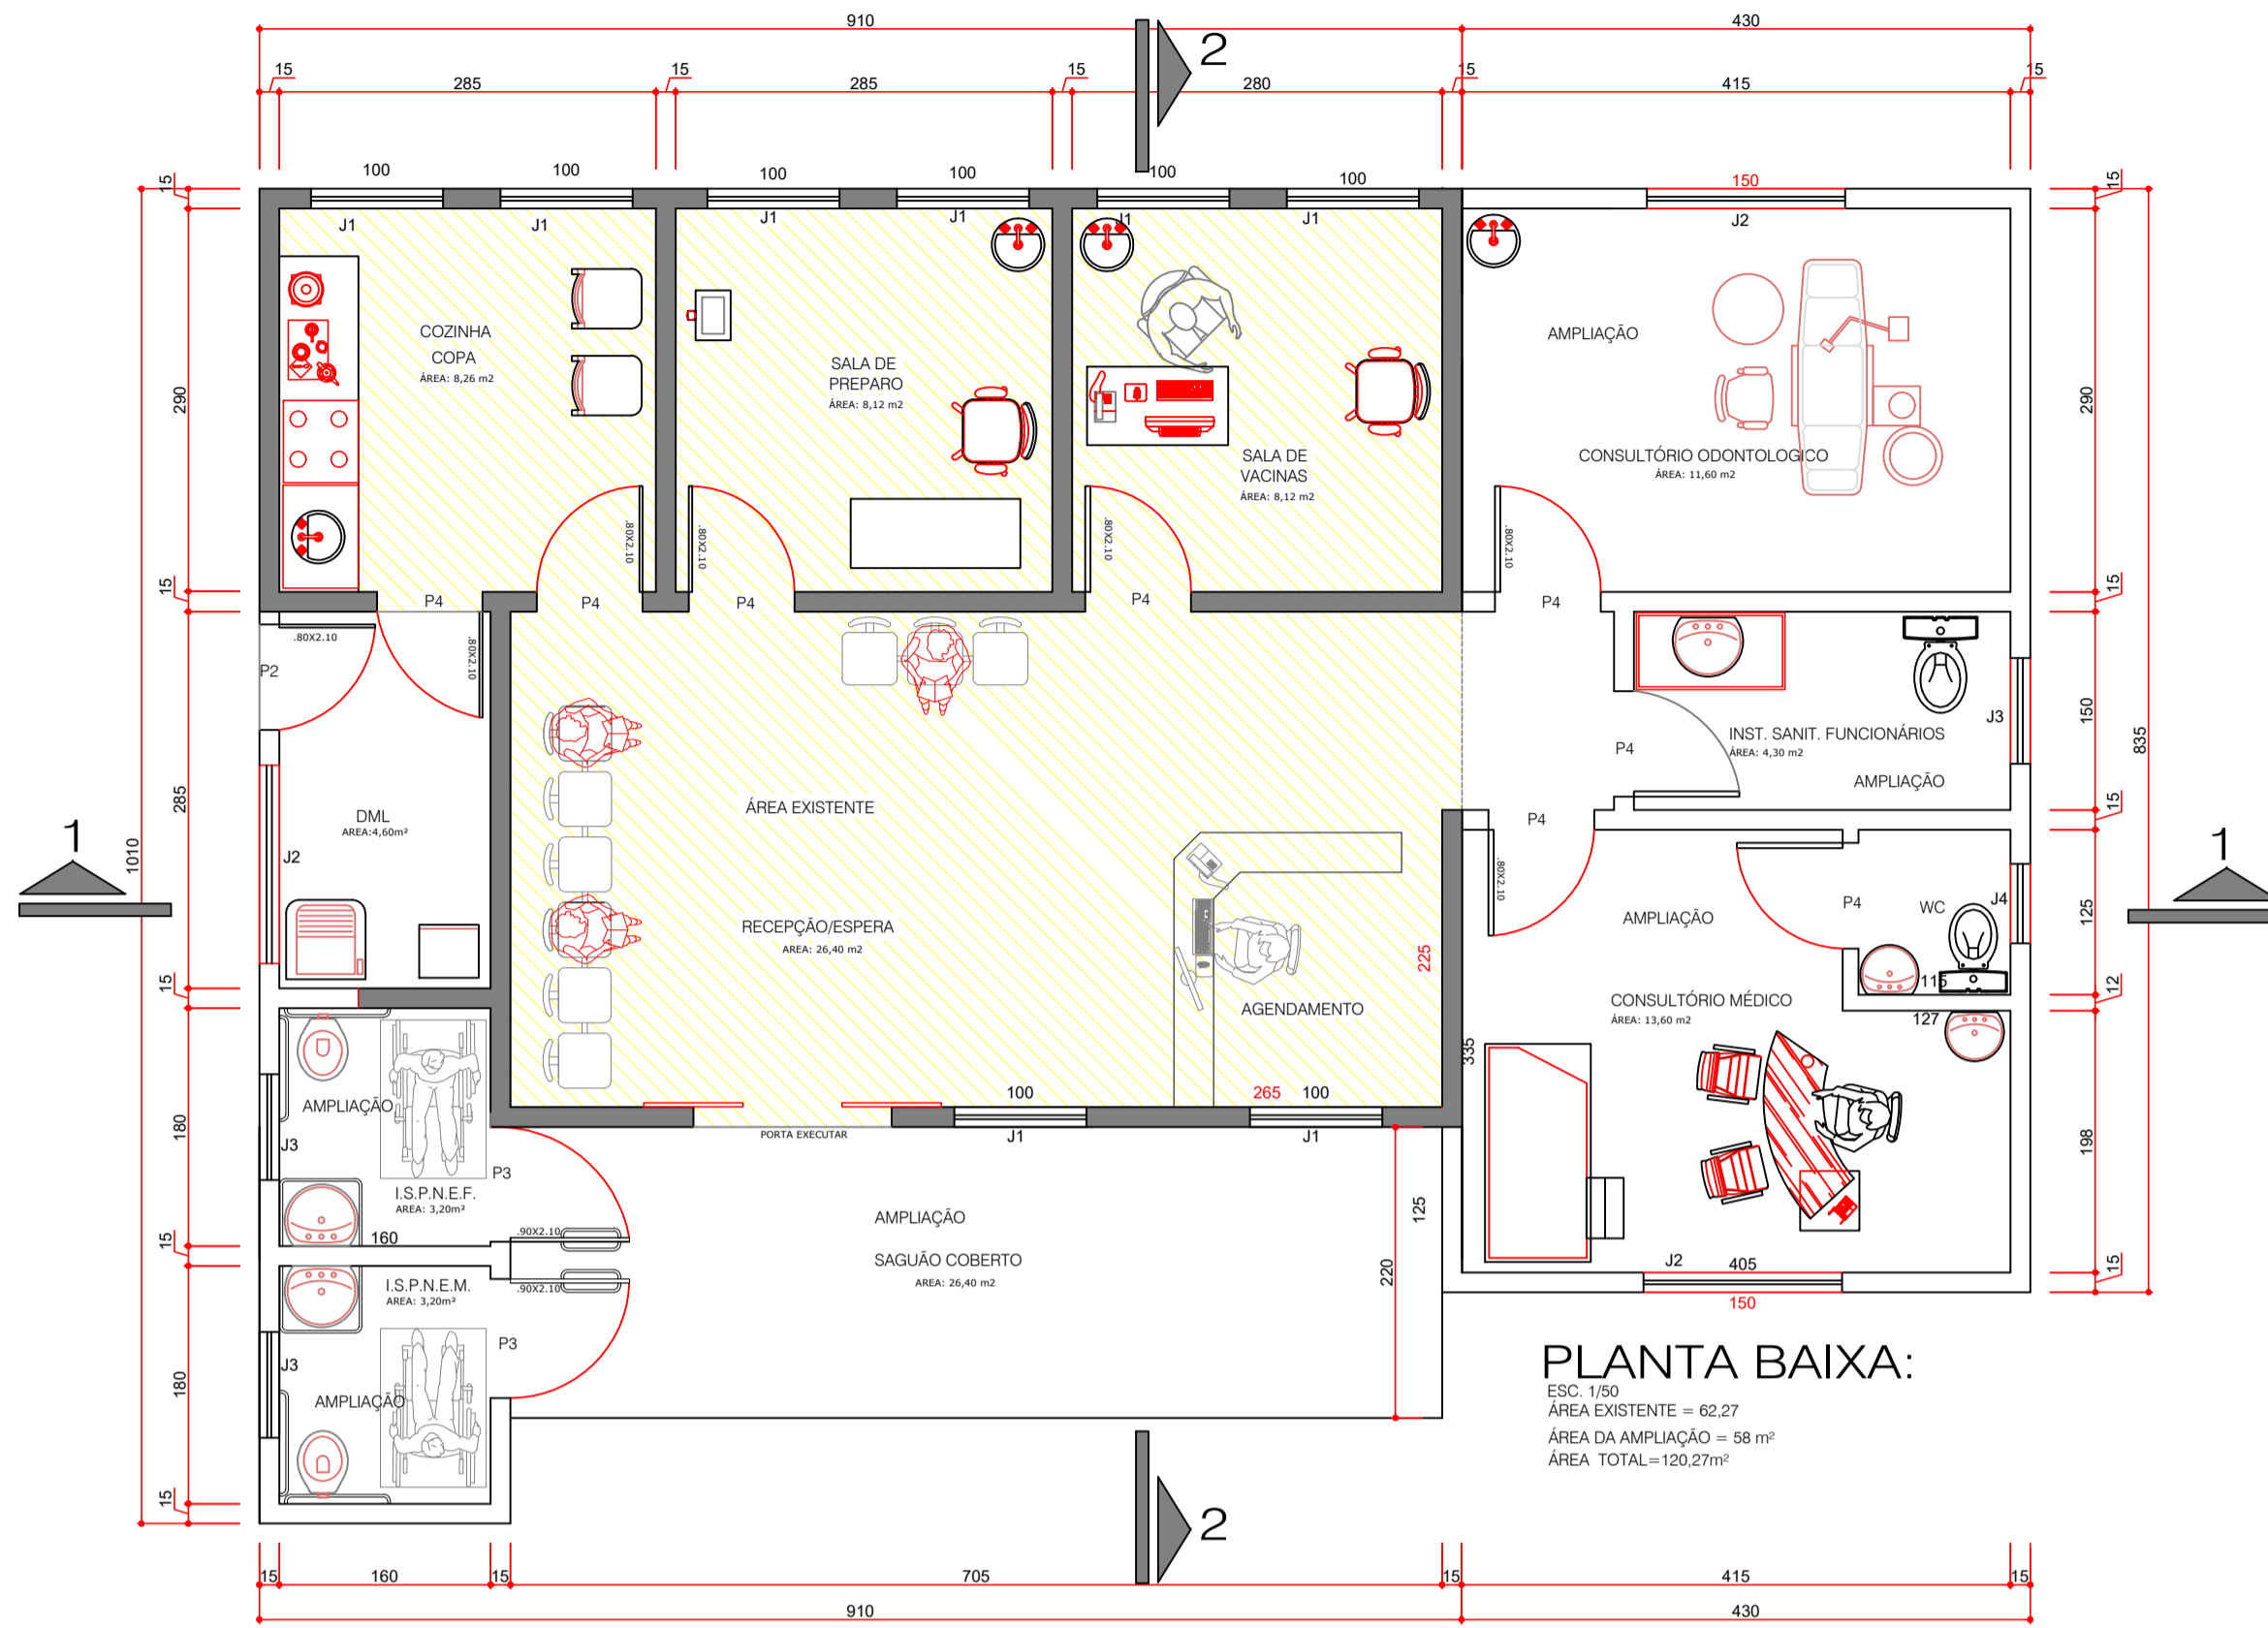 910
430
2
15
285
15
285
15
280
15
415
15
100
100
100
100
100
100
150
15
15
J1
J1
J1
J1
J1
J1
J2
COZINHA
COPA
ÁREA: 8,26 m2
SALA DE
PREPARO
ÁREA: 8,12 m2
SALA DE
VACINAS
ÁREA: 8,12 m2
AMPLIAÇÃO
CONSULTÓRIO ODONTOLOGICO
ÁREA: 11,60 m2
290
290
.80X2.10
.80X2.10
.80X2.10
.80X2.10
15
15
P4
P4
P4
P4
P4
.80X2.10
.80X2.10
P2
150
835
J3
INST. SANIT. FUNCIONÁRIOS
ÁREA: 4,30 m2
P4
AMPLIAÇÃO
285
DML
AREA:4,60m²
ÁREA EXISTENTE
P4
15
1
1010
J2
1
.80X2.10
RECEPÇÃO/ESPERA
AREA: 26,40 m2
225
AMPLIAÇÃO
P4
WC
J4
125
15
115
12
AGENDAMENTO
CONSULTÓRIO MÉDICO
ÁREA: 13,60 m2
127
335
AMPLIAÇÃO
100
265
100
180
J3
PORTA EXECUTAR
J1
J1
198
P3
I.S.P.N.E.F.
AREA: 3,20m²
AMPLIAÇÃO
125
15
160
.90X2.10
SAGUÃO COBERTO
AREA: 26,40 m2
220
J2
405
15
I.S.P.N.E.M.
AREA: 3,20m²
.90X2.10
150
P3
J3
180
AMPLIAÇÃO
PLANTA BAIXA:
ESC. 1/50
ÁREA EXISTENTE = 62,27
ÁREA DA AMPLIAÇÃO = 58 m²
ÁREA TOTAL=120,27m²
15
2
15
160
15
705
15
415
15
910
430